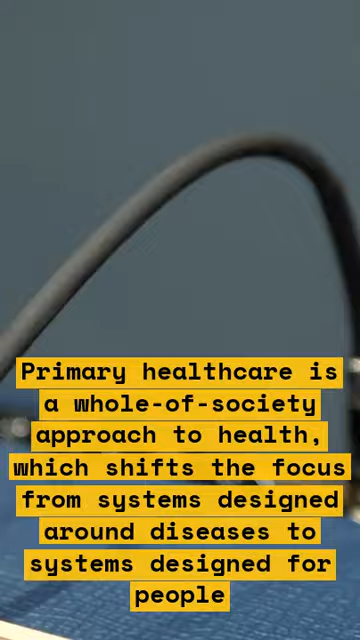 Primary healthcare is
a whole-of-society
approach to health,
which shifts the focus
from systems designed
around diseases to
systems designed for
people